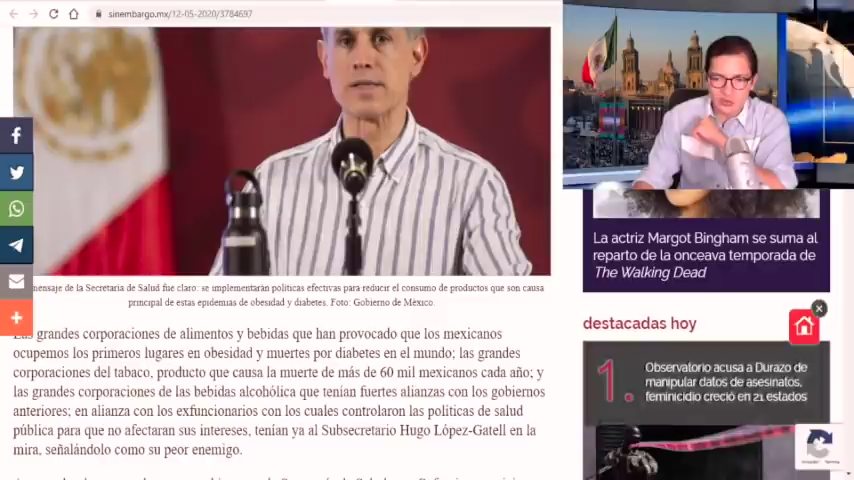 sinembargo.mx/12-05-2020/3784697
mensaje de la Secretaría de Salud fue claro: se implementarán políticas efectivas para reducir el consumo de productos que son causa
principal de estas epidemias de obesidad y diabetes. Foto: Gobierno de México.
Las grandes corporaciones de alimentos y bebidas que han provocado que los mexicanos
ocupemos los primeros lugares en obesidad y muertes por diabetes en el mundo; las grandes
corporaciones del tabaco, producto que causa la muerte de más de 60 mil mexicanos cada año; y
las grandes corporaciones de las bebidas alcohólica que tenían fuertes alianzas con los gobiernos
anteriores; en alianza con los exfuncionarios con los cuales controlaron las políticas de salud
pública para que no afectaran sus intereses, tenían ya al Subsecretario Hugo López-Gatell en la
mira, señalándolo como su peor enemigo.
La actriz Margot Bingham se suma al
reparto de la onceava temporada de
The Walking Dead
destacadas hoy
1.
Observatorio acusa a Durazo de
manipular datos de asesinatos,
feminicidio creció en 21 estados